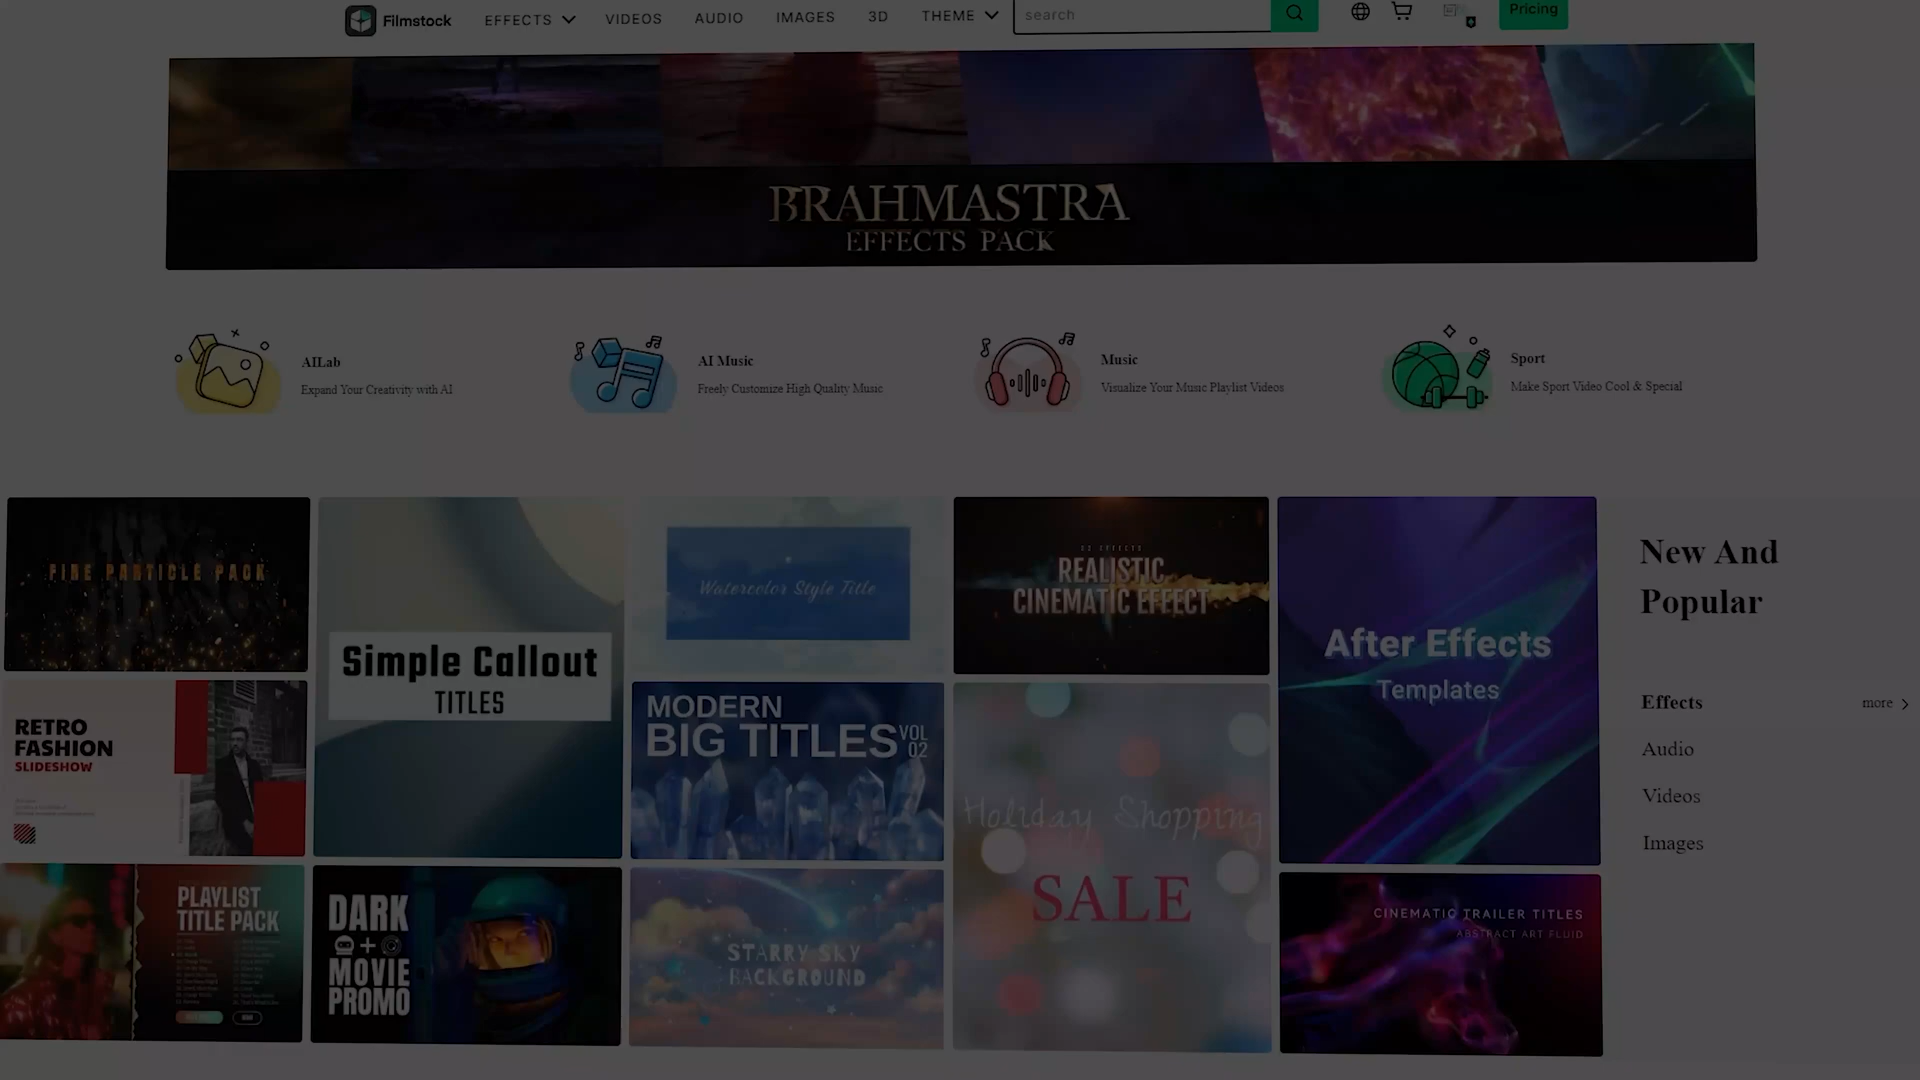 Filmstock
EFFECTS
VIDEOS
AUDIO
IMAGES
3D
THEME
search
Pricing
BRAHMASTRA
EFFECTS PACK
AILab
Expand Your Creativity with AI
AI Music
Freely Customize High Quality Music
Music
Visualize Your Music Playlist Videos
Sport
Make Sport Video Cool & Special
FIRE PARTICLE PACK
Simple Callout
TITLES
Watercolor Style Title
REALISTIC
CINEMATIC EFFECT
After Effects
Templates
New And
Popular
Effects
more
Audio
Videos
Images
RETRO
FASHION
SLIDESHOW
MODERN
BIG TITLES VOL 02
Holiday Shopping
SALE
PLAYLIST
TITLE PACK
DARK
+
MOVIE
PROMO
STARRY SKY
BACKGROUND
CINEMATIC TRAILER TITLES
ABSTRACT ART FLUID